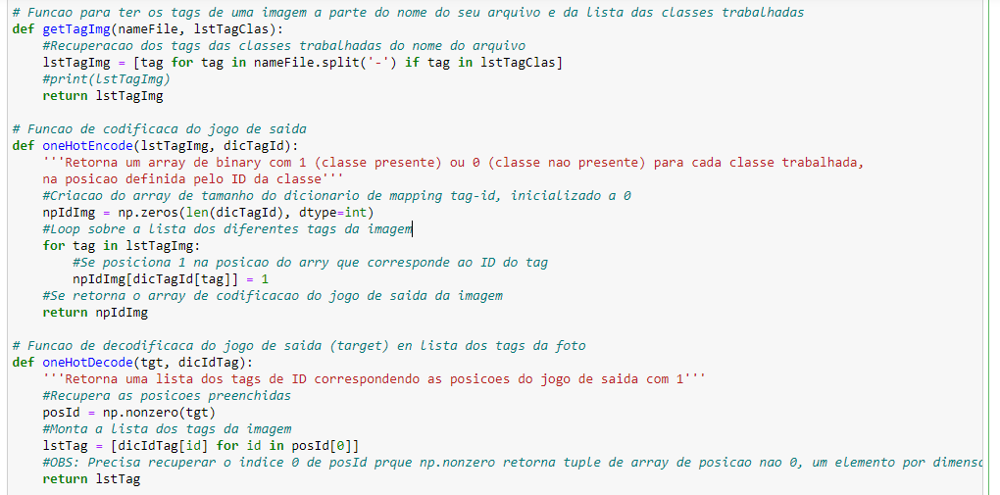 # Funcao para ter os tags de uma imagem a parte do nome do seu arquivo e da lista das classes trabalhadas
def getTagImg(nameFile, lstTagClas):
    #Recuperacao dos tags das classes trabalhadas do nome do arquivo
    lstTagImg = [tag for tag in nameFile.split('-') if tag in lstTagClas]
    #print(lstTagImg)
    return lstTagImg

# Funcao de codificaca do jogo de saida
def oneHotEncode(lstTagImg, dicTagId):
    '''Retorna um array de binary com 1 (classe presente) ou 0 (classe nao presente) para cada classe trabalhada,
    na posicao definida pelo ID da classe'''
    #Criacao do array de tamanho do dicionario de mapping tag-id, inicializado a 0
    npIdImg = np.zeros(len(dicTagId), dtype=int)
    #Loop sobre a lista dos diferentes tags da imagem
    for tag in lstTagImg:
        #Se posiciona 1 na posicao do arry que corresponde ao ID do tag
        npIdImg[dicTagId[tag]] = 1
    #Se retorna o array de codificacao do jogo de saida da imagem
    return npIdImg

# Funcao de decodificaca do jogo de saida (target) en lista dos tags da foto
def oneHotDecode(tgt, dicIdTag):
    '''Retorna uma lista dos tags de ID correspondendo as posicoes do jogo de saida com 1'''
    #Recupera as posicoes preenchidas
    posId = np.nonzero(tgt)
    #Monta a lista dos tags da imagem
    lstTag = [dicIdTag[id] for id in posId[0]]
    #OBS: Precisa recuperar o indice 0 de posId prque np.nonzero retorna tuple de array de posicao nao 0, um elemento por
    return lstTag